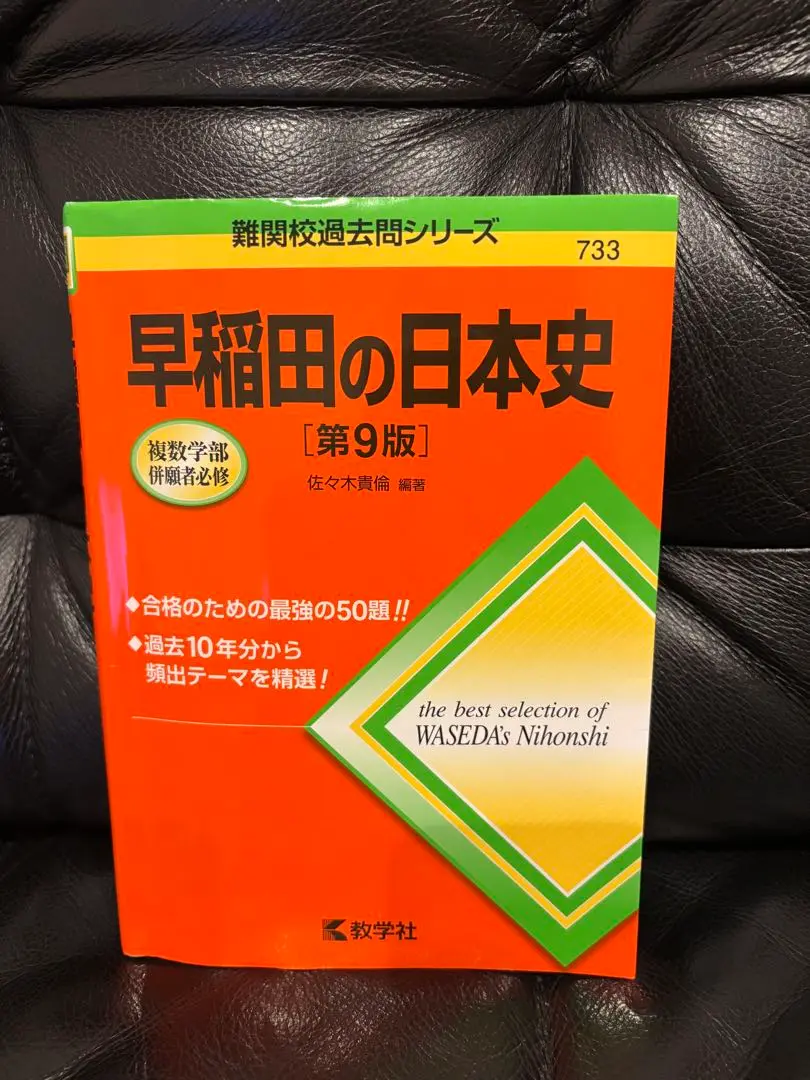 難関校過去問シリーズ
733
早稲田の日本史
［第9版］
複数学部
併願者必修
佐々木貴倫 編著
◆合格のための最強の50題!!
◆過去10年分から
頻出テーマを精選!
the best selection of
WASEDA's Nihonshi
教学社